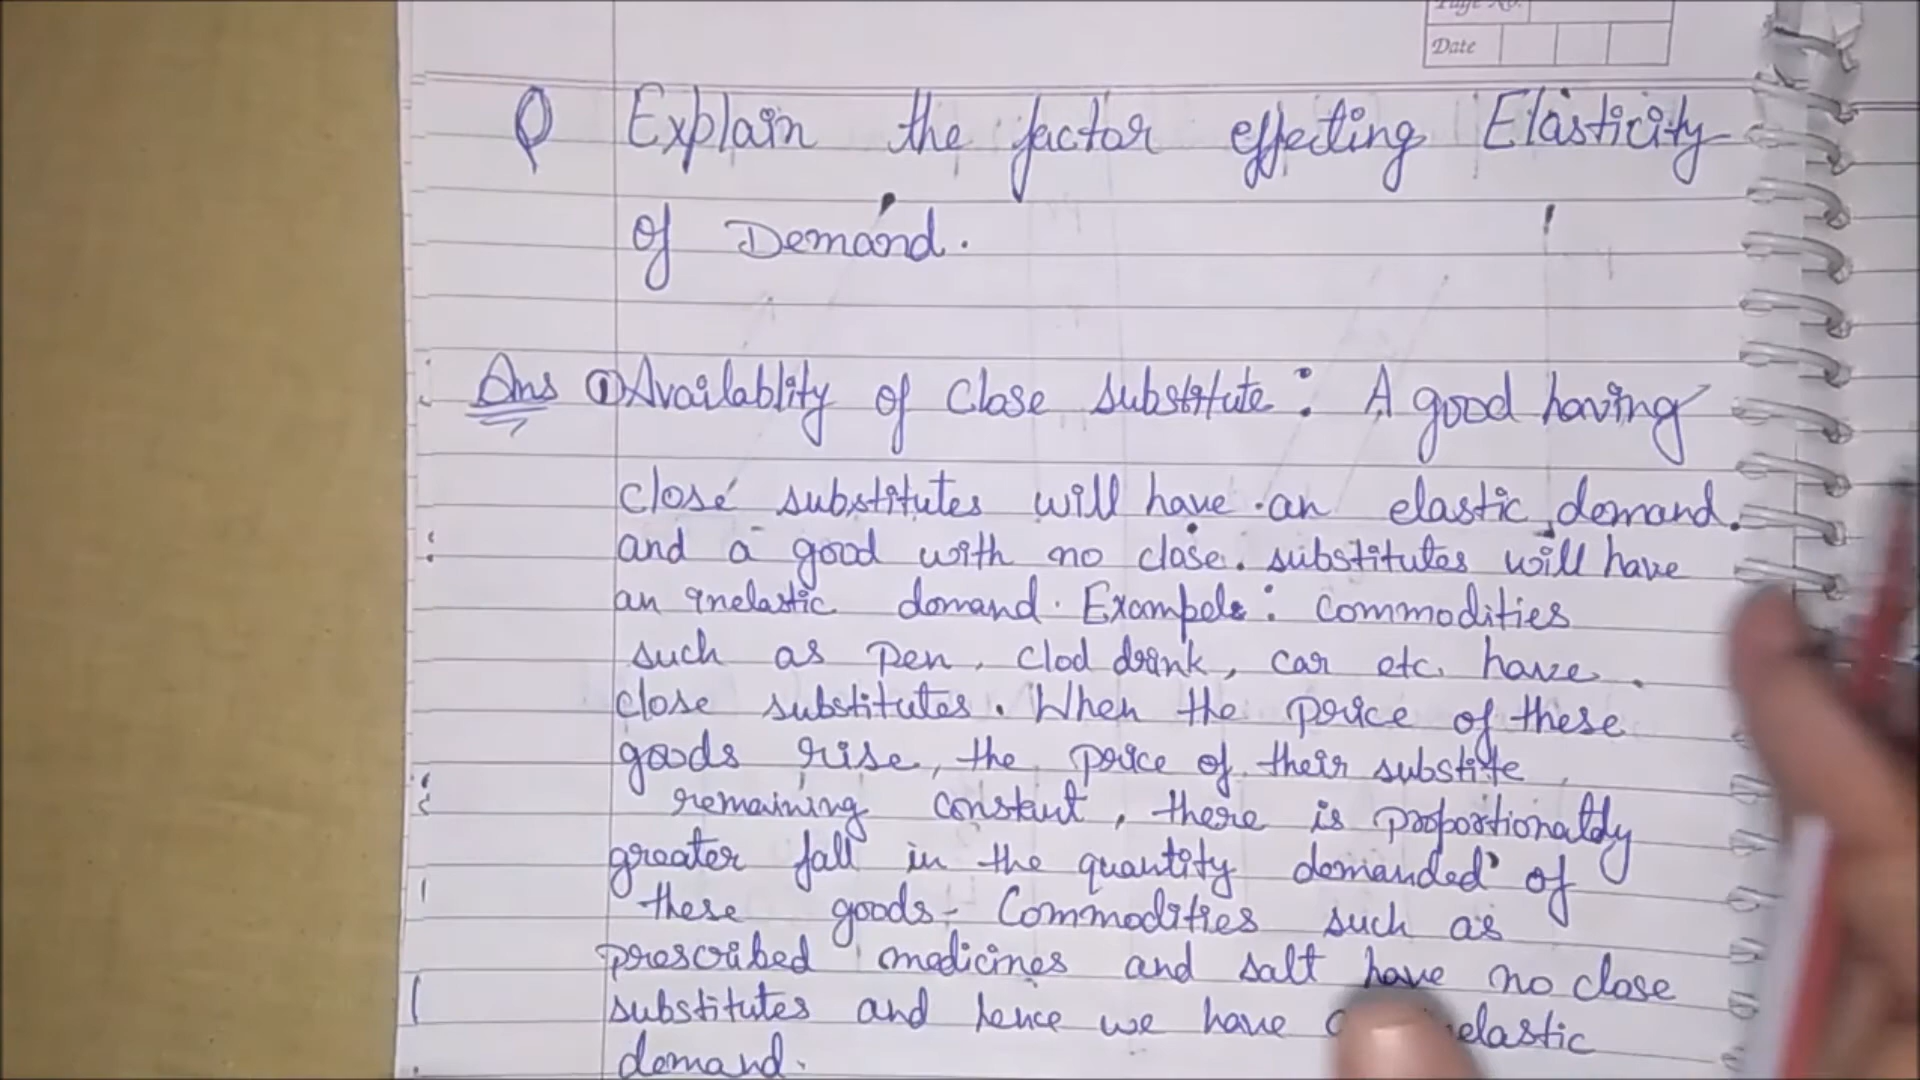 Page No.
Date
Q Explain the factor effecting Elasticity
of Demand.
Ans ① Availablity of Close substitute: A good having
close substitutes will have an elastic demand.
and a good with no close substitutes will have
an inelastic demand. Exampele: Commodities
such as Pen, clod drink, car etc. have
close substitutes. When the price of these
goods rise, the price of their substite
remaining constant, there is proportionatly
greater fall in the quantity demanded of
these goods- Commodities such as
prescribed medicines and salt have no close
substitutes and hence we have elastic
demand.